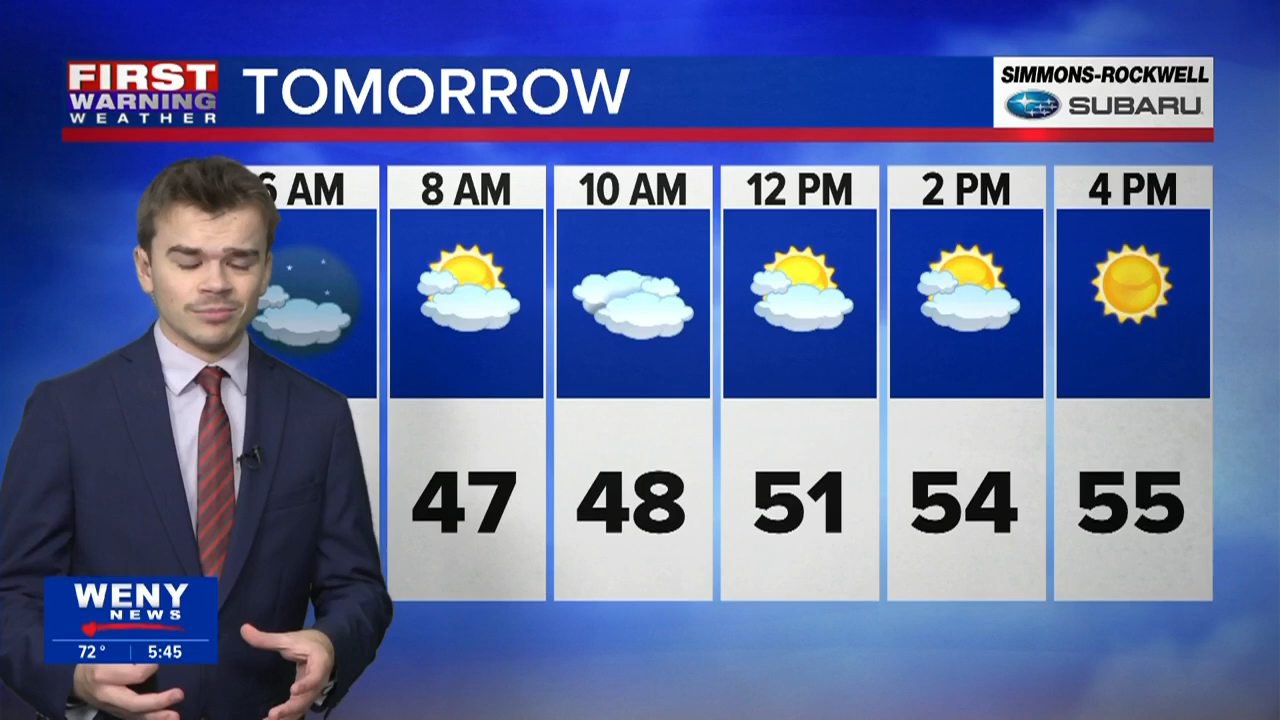 FIRST
WARNING
WEATHER
TOMORROW
SIMMONS-ROCKWELL
SUBARU
6 AM
8 AM
10 AM
12 PM
2 PM
4 PM
47
48
51
54
55
WENY
NEWS
72°
5:45